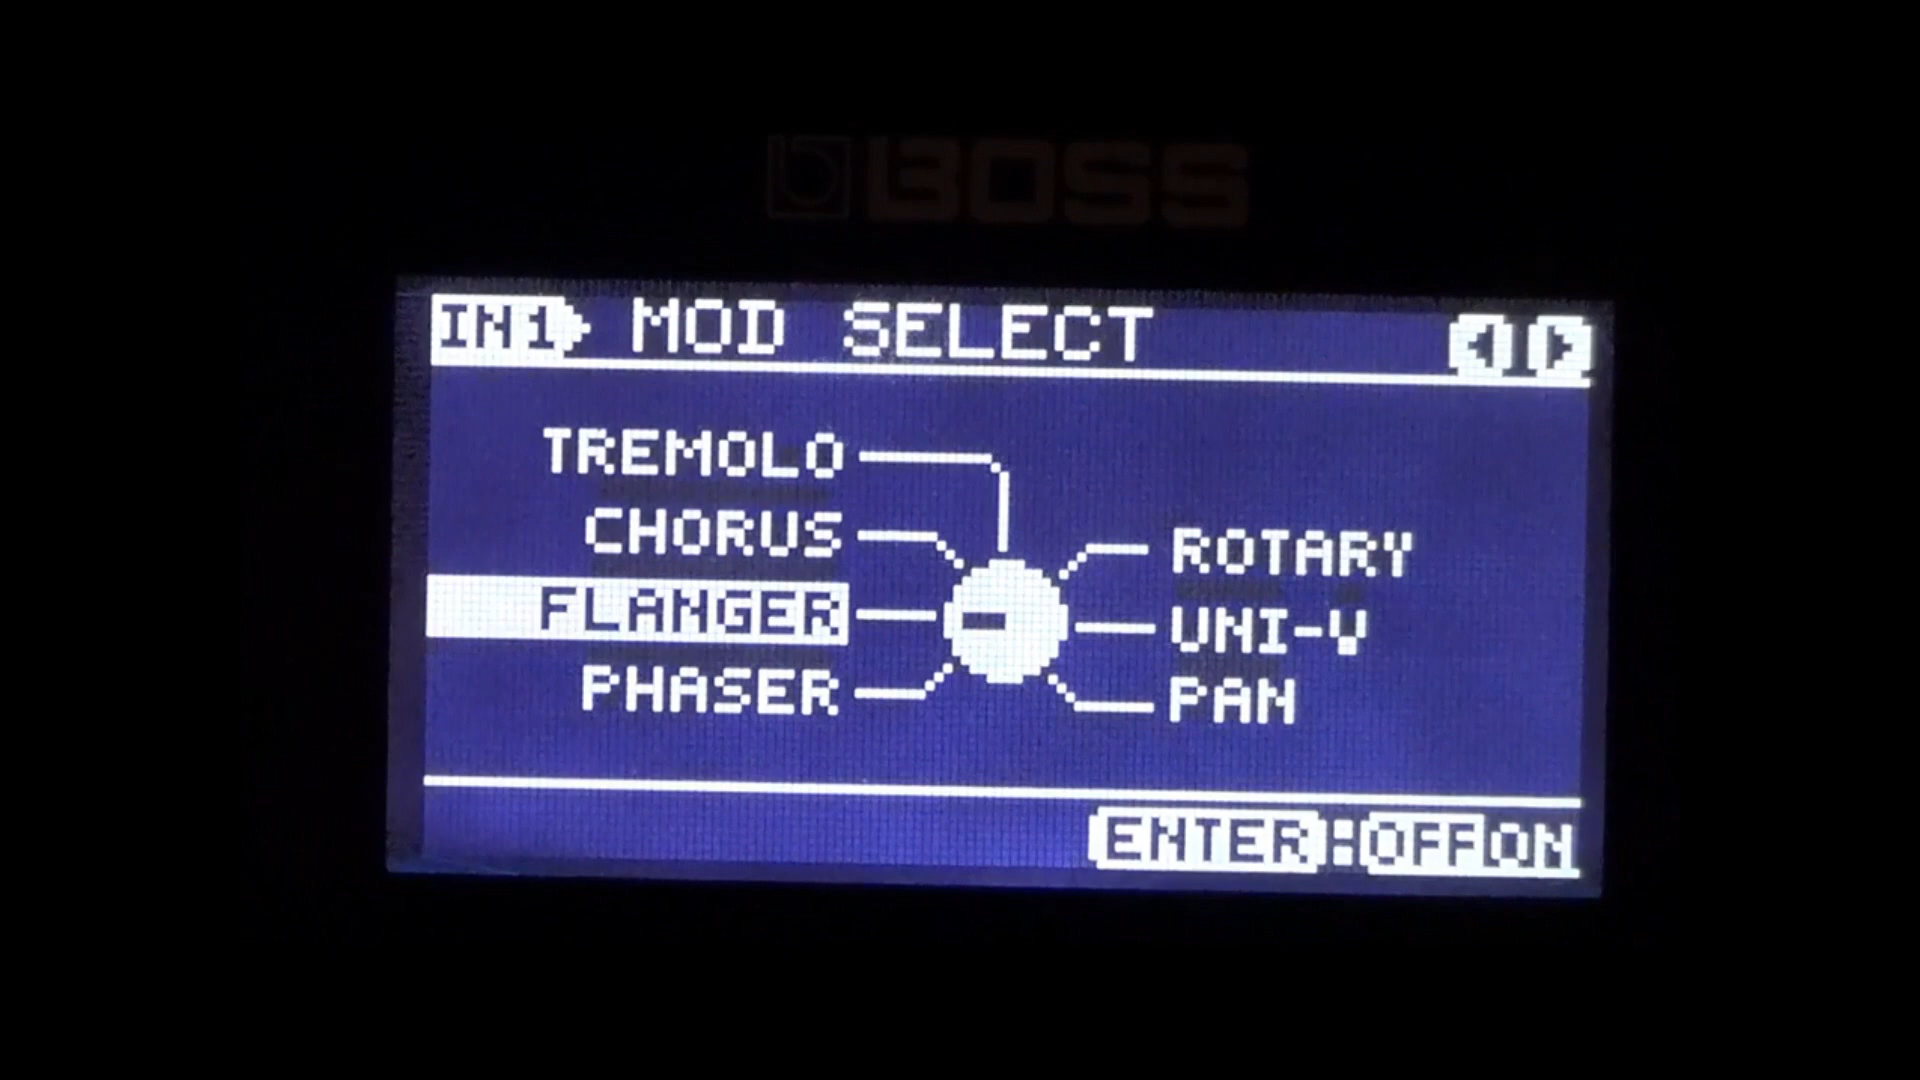 BOSS
IN1 MOD SELECT
TREMOLO
CHORUS
FLANGER
PHASER
ROTARY
UNI-V
PAN
ENTER:OFF ON